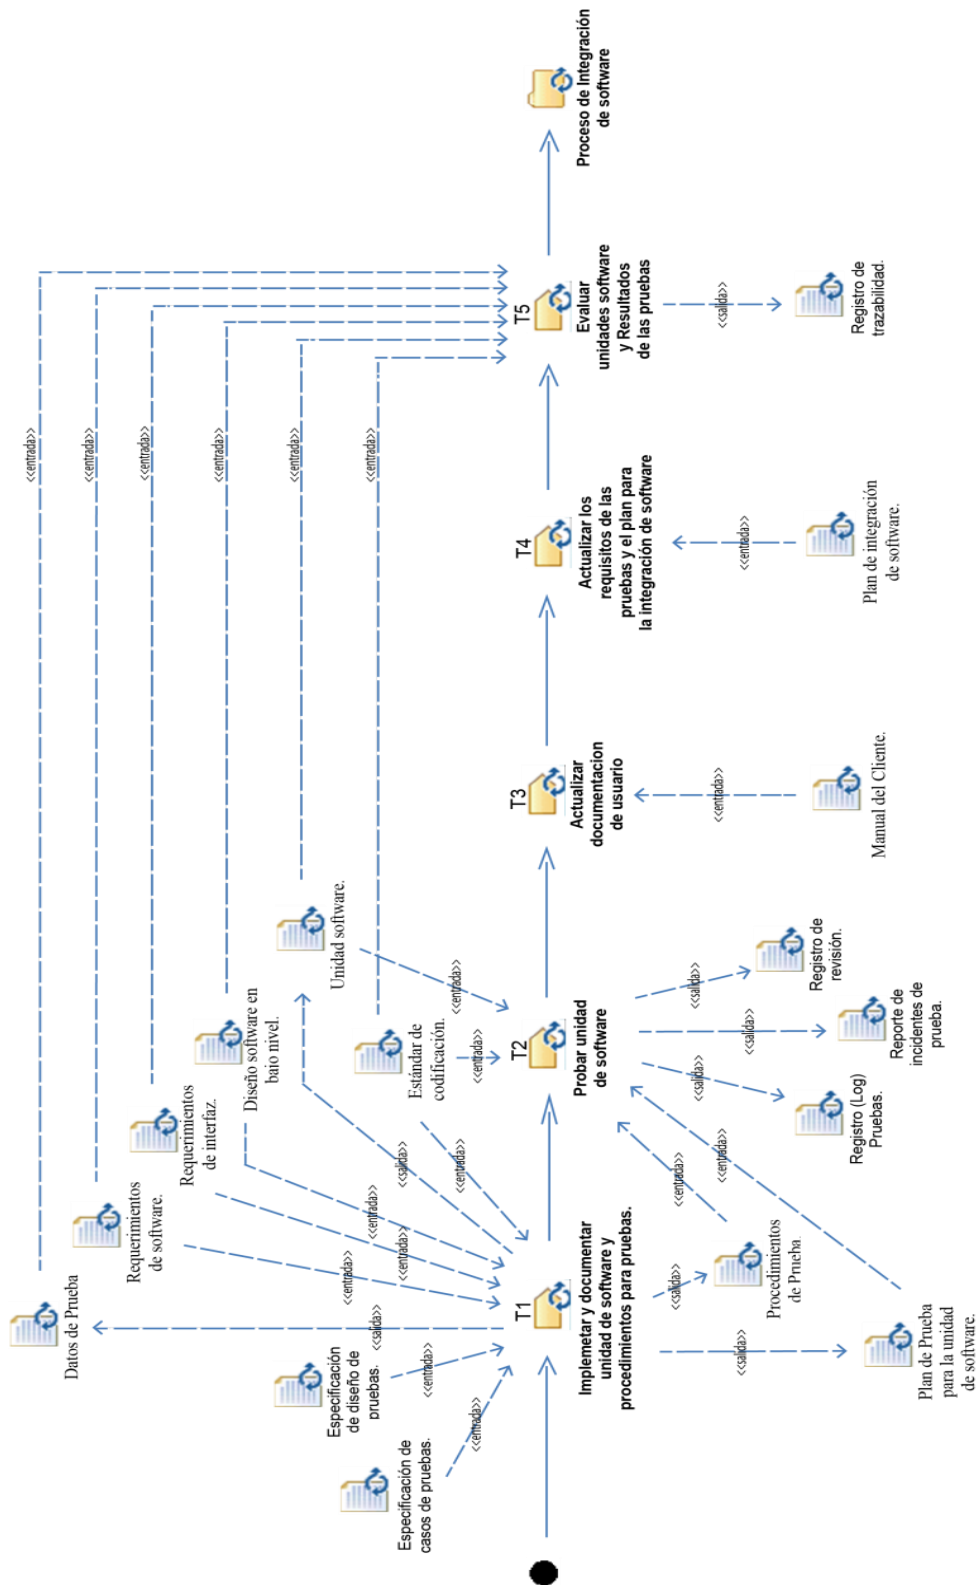 Datos de Prueba
Requerimientos
de software.
Requerimientos
de interfaz.
Diseño software en
bajo nivel.
Unidad software.
Estándar de
codificación.
Especificación
de diseño de
pruebas.
Especificación de
casos de pruebas.
<<entrada>>
<<entrada>>
<<entrada>>
<<entrada>>
<<entrada>>
<<entrada>>
<<salida>>
<<entrada>>
<<entrada>>
<<entrada>>
<<entrada>>
<<entrada>>
<<salida>>
<<entrada>>
<<entrada>>
<<entrada>>
T1
Implemetar y documentar
unidad de software y
procedimientos para pruebas.
T2
Probar unidad
de software
T3
Actualizar
documentacion
de usuario
T4
Actualizar los
requisitos de las
pruebas y el plan para
la integración de software
T5
Evaluar
unidades software
y Resultados
de las pruebas
Proceso de Integración
de software
<<salida>>
<<salida>>
<<entrada>>
<<entrada>>
<<salida>>
<<salida>>
<<salida>>
<<entrada>>
<<entrada>>
<<salida>>
Procedimientos
de Prueba.
Plan de Prueba
para la unidad
de software.
Registro (Log)
Pruebas.
Reporte de
incidentes de
prueba.
Registro de
revisión.
Manual del Cliente.
Plan de integración
de software.
Registro de
trazabilidad.